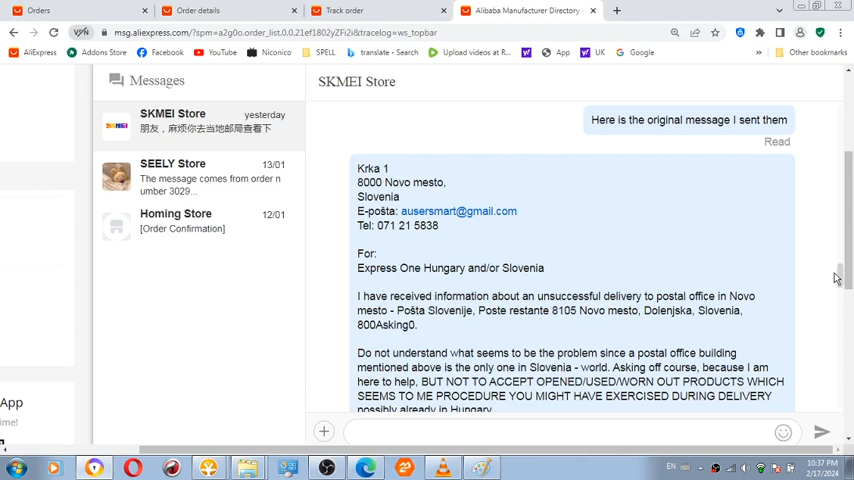 Orders
Order details
Track order
Alibaba Manufacturer Directory
msg.aliexpress.com/?spm=a2g0o.order_list.0.0.21ef1802yZFi2i&tracelog=ws_topbar
VPN
AliExpress
Addons Store
Facebook
YouTube
Niconico
SPELL
translate - Search
Upload videos at R...
App
UK
Google
»
Other bookmarks
Messages
SKMEI Store
SKMEI Store
yesterday
朋友，麻烦你去当地邮局查看下
SEELY Store
13/01
The message comes from order n
umber 3029...
Homing Store
12/01
[Order Confirmation]
Here is the original message I sent them
Read
Krka 1
8000 Novo mesto,
Slovenia
E-pošta: ausersmart@gmail.com
Tel: 071 21 5838
For:
Express One Hungary and/or Slovenia
I have received information about an unsuccessful delivery to postal office in Novo
mesto - Pošta Slovenije, Poste restante 8105 Novo mesto, Dolenjska, Slovenia,
800Asking0.
Do not understand what seems to be the problem since a postal office building
mentioned above is the only one in Slovenia - world. Asking off course, because I am
here to help, BUT NOT TO ACCEPT OPENED/USED/WORN OUT PRODUCTS WHICH
SEEMS TO ME PROCEDURE YOU MIGHT HAVE EXERCISED DURING DELIVERY
possibly already in Hungary
App
ime!
EN
10:37 PM
2/17/2024